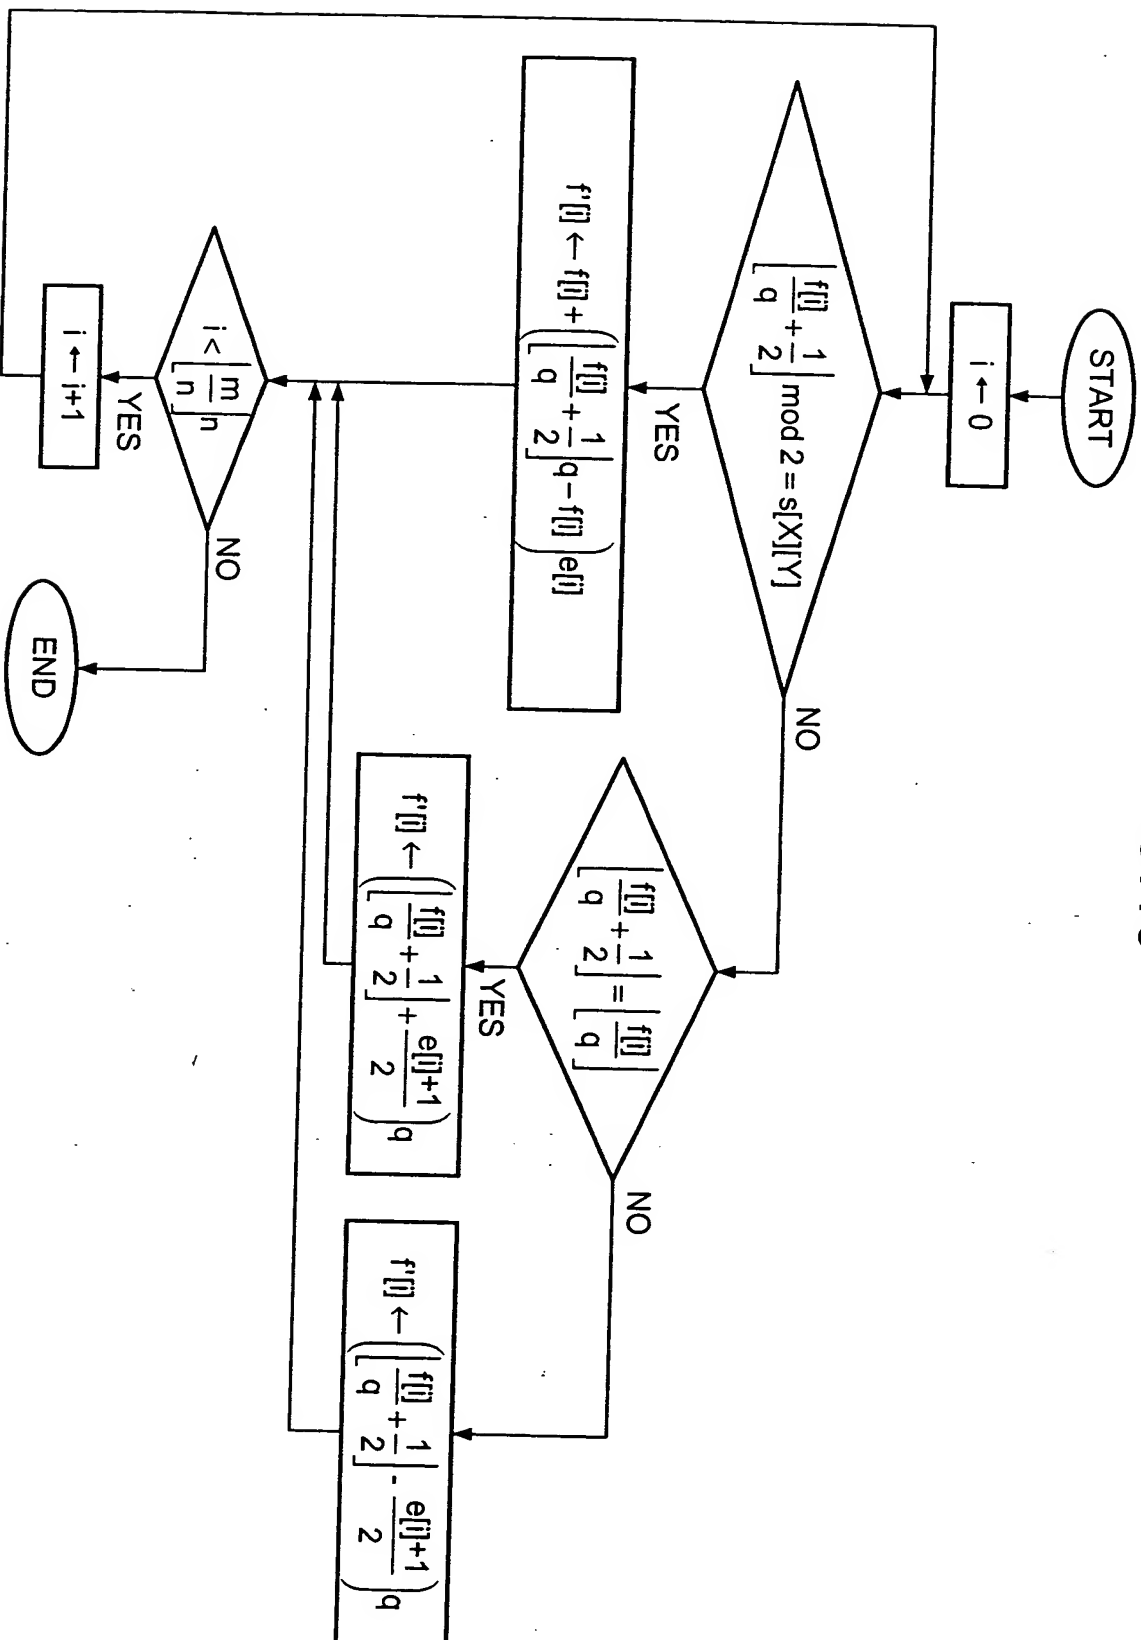 START
i ← 0
⌊f[i]/q + 1/2⌋ mod 2 = s[X][Y]
NO
YES
f'[i] ← f[i] + (⌊f[i]/q + 1/2⌋q − f[i])e[i]
⌊f[i]/q + 1/2⌋ = ⌊f[i]/q⌋
NO
YES
f'[i] ← (⌊f[i]/q + 1/2⌋ + e[i]+1/2)q
f'[i] ← (⌊f[i]/q + 1/2⌋ - e[i]+1/2)q
i < ⌊m/n⌋n
NO
YES
i ← i+1
END